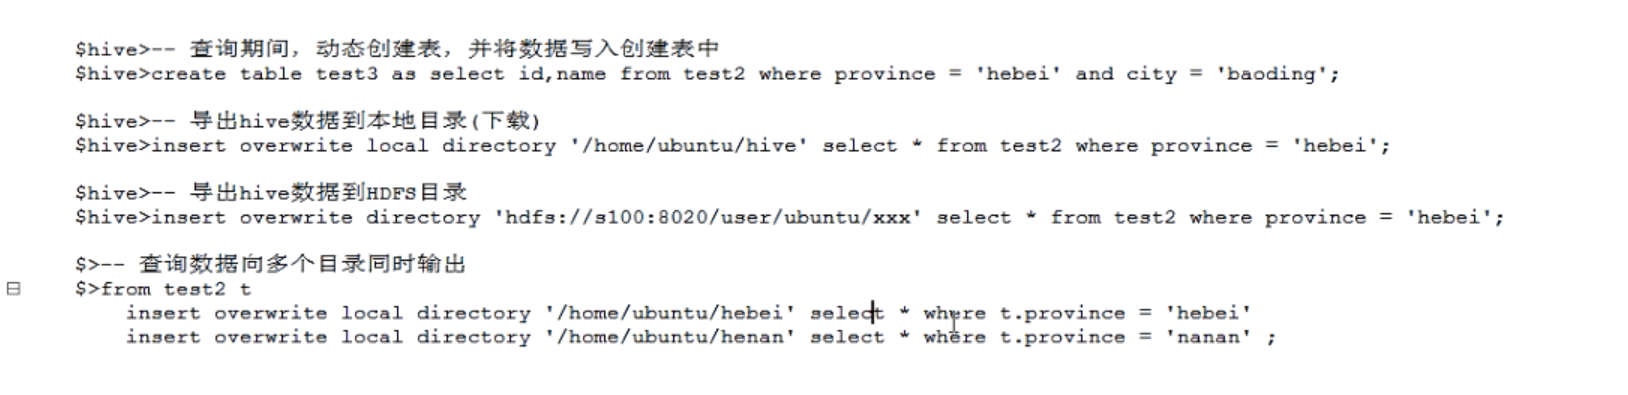 $hive>-- 查询期间，动态创建表，并将数据写入创建表中
$hive>create table test3 as select id,name from test2 where province = 'hebei' and city = 'baoding';
$hive>-- 导出hive数据到本地目录(下载)
$hive>insert overwrite local directory '/home/ubuntu/hive' select * from test2 where province = 'hebei';
$hive>-- 导出hive数据到HDFS目录
$hive>insert overwrite directory 'hdfs://s100:8020/user/ubuntu/xxx' select * from test2 where province = 'hebei';
$>-- 查询数据向多个目录同时输出
$>from test2 t
insert overwrite local directory '/home/ubuntu/hebei' select * where t.province = 'hebei'
insert overwrite local directory '/home/ubuntu/henan' select * where t.province = 'nanan' ;